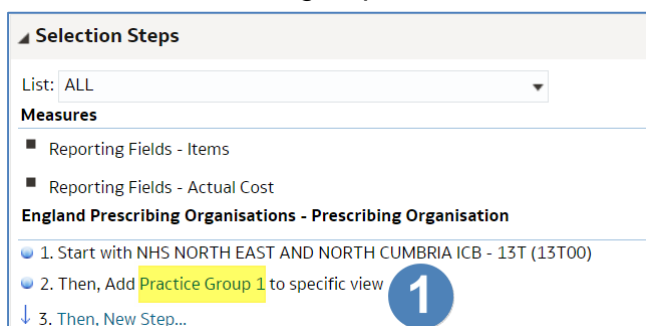 Selection Steps
List: ALL
Measures
Reporting Fields - Items
Reporting Fields - Actual Cost
England Prescribing Organisations - Prescribing Organisation
1. Start with NHS NORTH EAST AND NORTH CUMBRIA ICB - 13T (13T00)
2. Then, Add Practice Group 1 to specific view
1
3. Then, New Step...